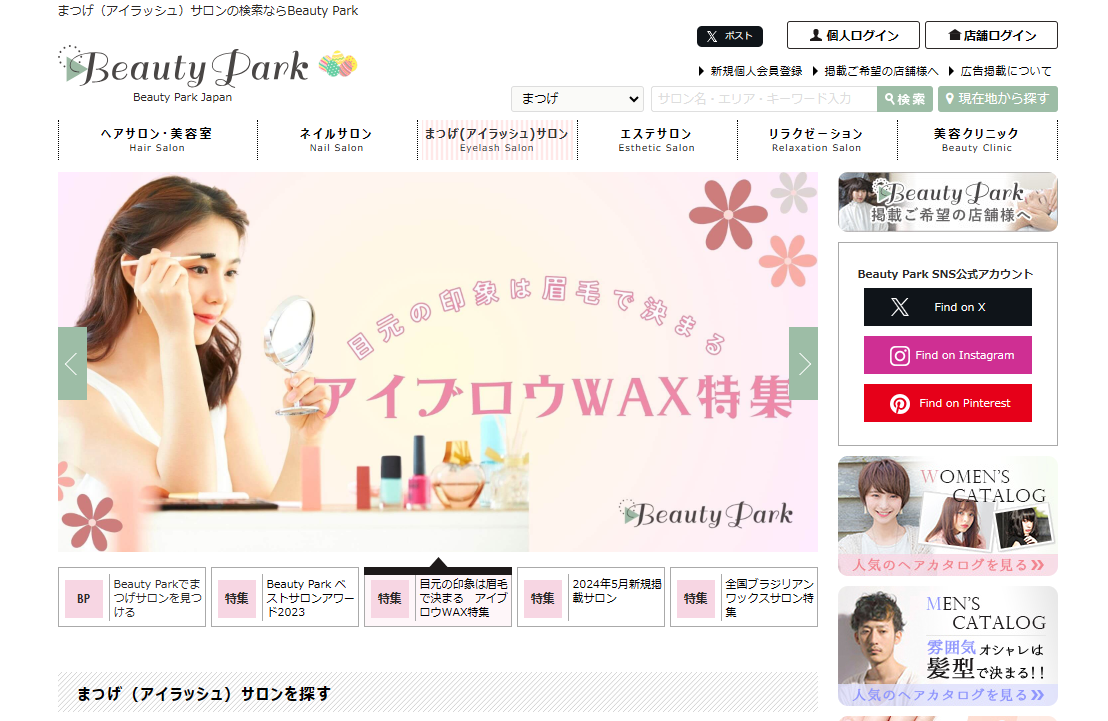 まつげ（アイラッシュ）サロンの検索ならBeauty Park
ポスト
個人ログイン
店舗ログイン
Beauty Park
Beauty Park Japan
新規個人会員登録
掲載ご希望の店舗様へ
広告掲載について
まつげ
サロン名・エリア・キーワード入力
検索
現在地から探す
ヘアサロン・美容室
Hair Salon
ネイルサロン
Nail Salon
まつげ(アイラッシュ)サロン
Eyelash Salon
エステサロン
Esthetic Salon
リラクゼーション
Relaxation Salon
美容クリニック
Beauty Clinic
目元の印象は眉毛で決まる
アイブロウWAX特集
Beauty Park
Beauty Park
掲載ご希望の店舗様へ
Beauty Park SNS公式アカウント
Find on X
Find on Instagram
Find on Pinterest
WOMEN'S
CATALOG
人気のヘアカタログを見る
MEN'S
CATALOG
雰囲気 オシャレは
髪型で決まる!!
人気のヘアカタログを見る
BP
Beauty Parkでま
つげサロンを見つ
ける
特集
Beauty Park ベ
ストサロンアワー
ド2023
特集
目元の印象は眉毛
で決まる　アイブ
ロウWAX特集
特集
2024年5月新規掲
載サロン
特集
全国ブラジリアン
ワックスサロン特
集
まつげ（アイラッシュ）サロンを探す